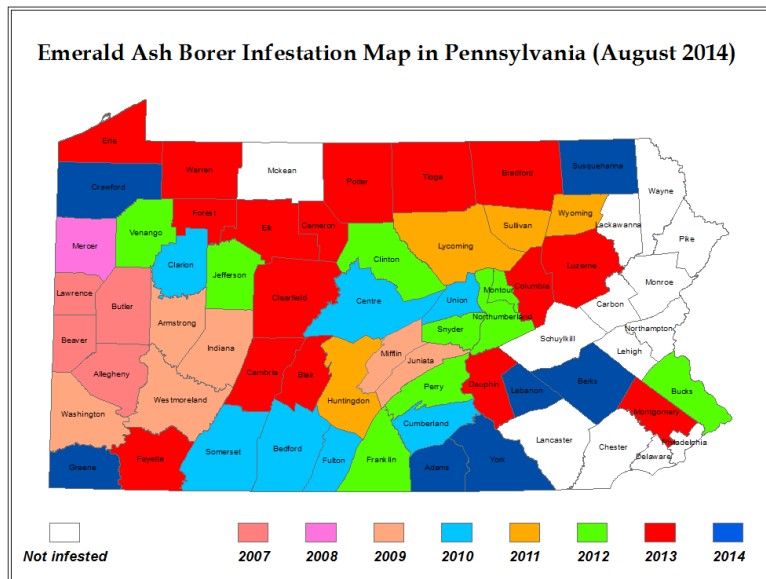 Emerald Ash Borer Infestation Map in Pennsylvania (August 2014)
Erie
Warren
Mckean
Potter
Tioga
Bradford
Susquehanna
Wayne
Crawford
Forest
Elk
Cameron
Venango
Clarion
Jefferson
Clinton
Lycoming
Sullivan
Wyoming
Lackawanna
Pike
Mercer
Luzerne
Monroe
Lawrence
Butler
Clearfield
Centre
Union
Montour
Columbia
Carbon
Armstrong
Northumberland
Northampton
Beaver
Indiana
Snyder
Schuylkill
Lehigh
Allegheny
Cambria
Blair
Mifflin
Juniata
Perry
Dauphin
Lebanon
Berks
Bucks
Washington
Westmoreland
Huntingdon
Cumberland
Montgomery
Somerset
Bedford
Fulton
Franklin
Adams
York
Lancaster
Chester
Delaware
Philadelphia
Greene
Fayette
Not infested 2007 2008 2009 2010 2011 2012 2013 2014